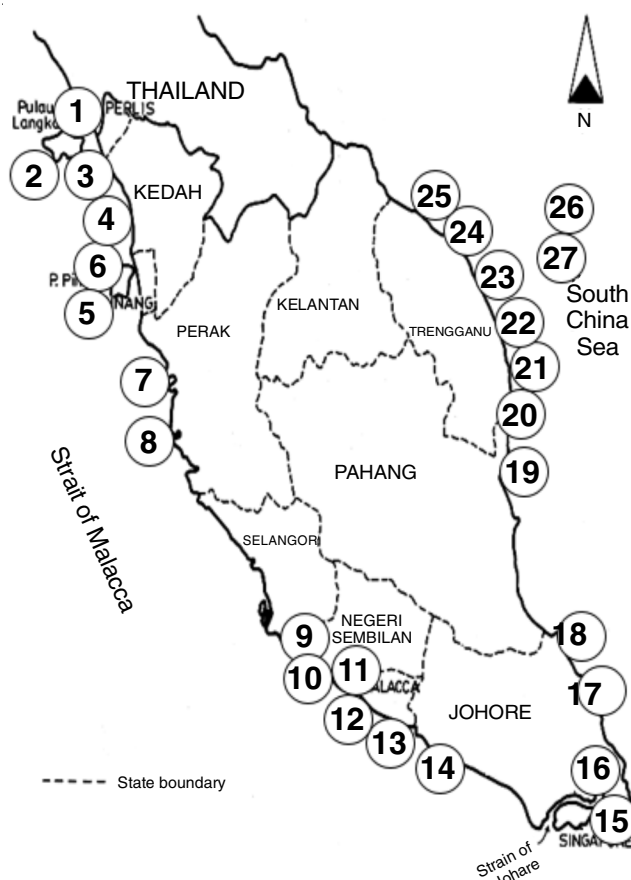 THAILAND
N
Pulau
PERLIS
1
2
3
KEDAH
4
25
26
24
6
27
5
23
South
China
Sea
KELANTAN
PERAK
TRENGGANU
22
21
7
20
8
19
PAHANG
Strait of Malacca
SELANGOR
NEGERI
SEMBILAN
9
18
10
11
17
12
JOHORE
13
14
16
State boundary
15
Strain of